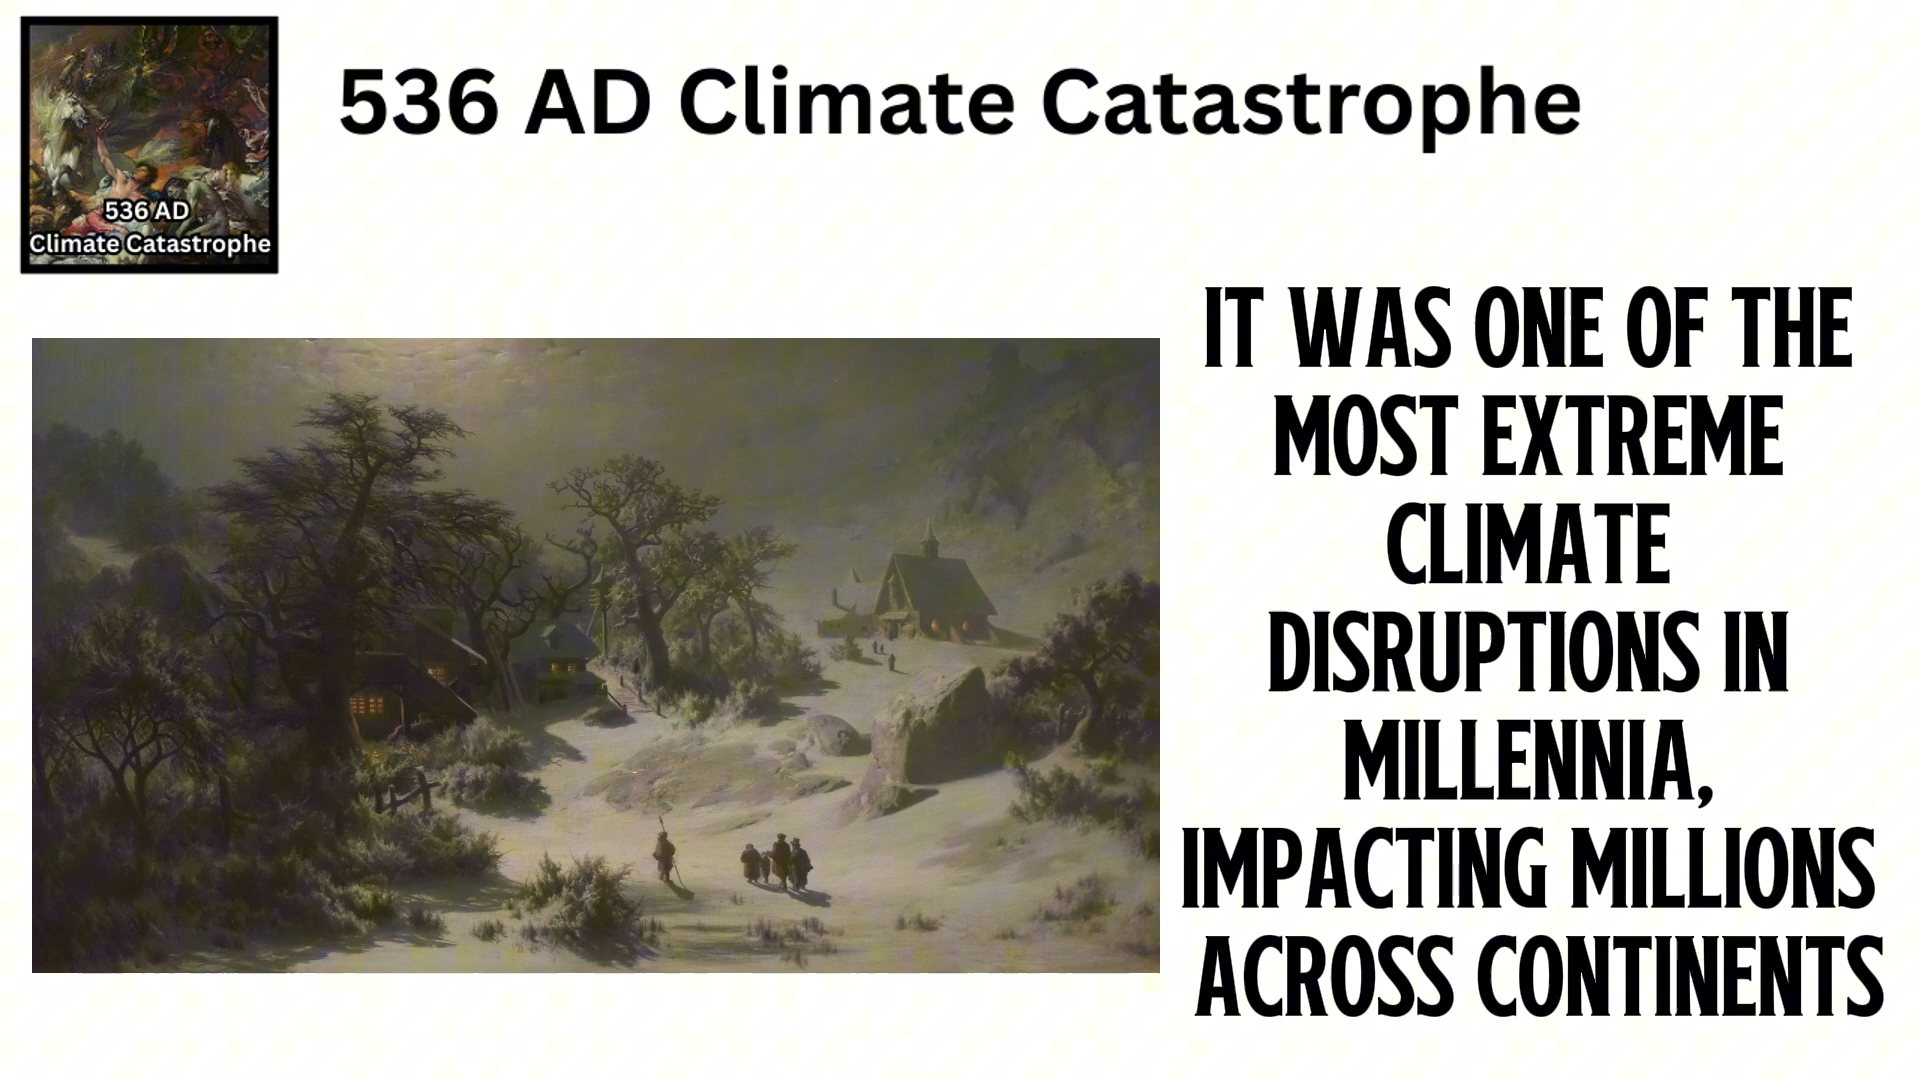 536 AD Climate Catastrophe
536 AD
Climate Catastrophe
IT WAS ONE OF THE
MOST EXTREME
CLIMATE
DISRUPTIONS IN
MILLENNIA,
IMPACTING MILLIONS
ACROSS CONTINENTS